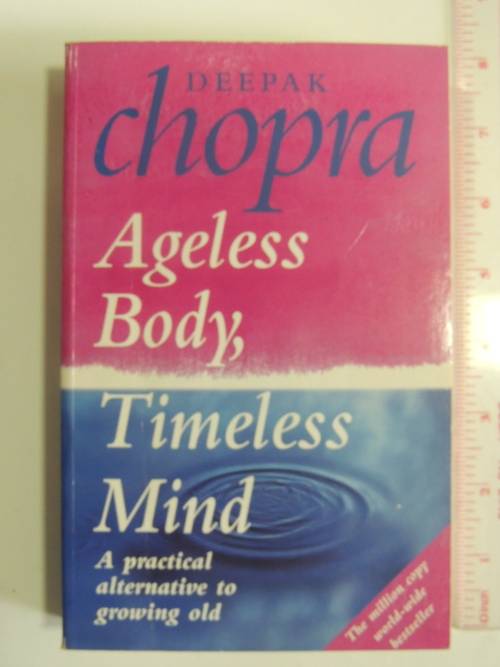 DEEPAK
chopra
Ageless
Body,
Timeless
Mind
A practical
alternative to
growing old
The million copy
world-wide
bestseller